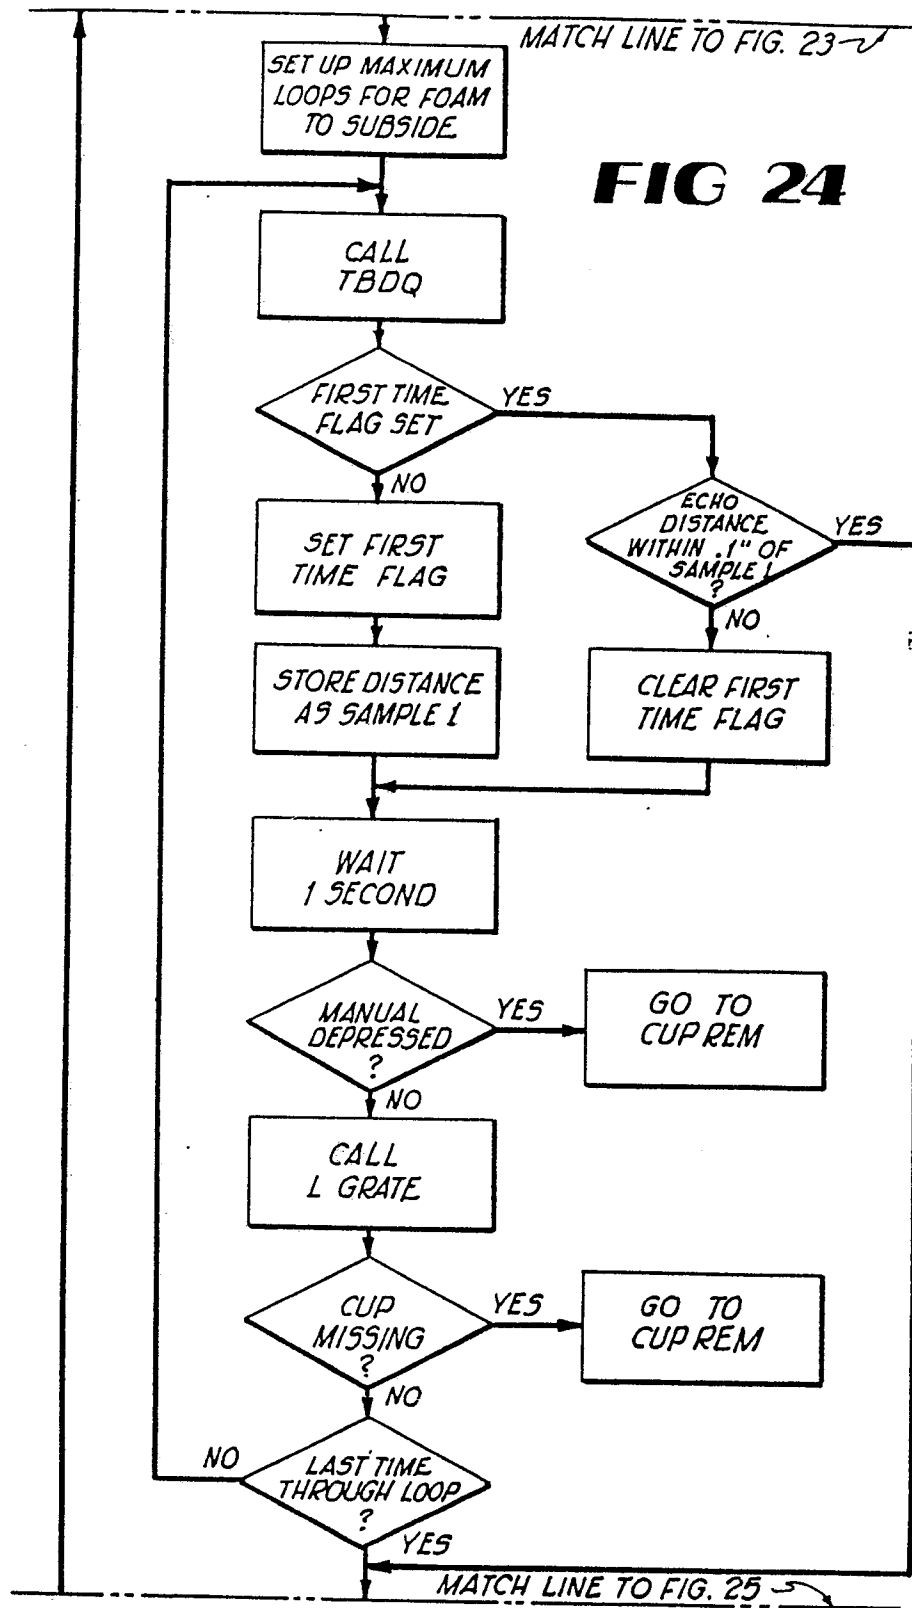 MATCH LINE TO FIG. 23
SET UP MAXIMUM
LOOPS FOR FOAM
TO SUBSIDE
FIG 24
CALL
TBDQ
FIRST TIME
FLAG SET
YES
NO
ECHO
DISTANCE
WITHIN .1" OF
SAMPLE 1
?
YES
NO
SET FIRST
TIME FLAG
STORE DISTANCE
AS SAMPLE 1
CLEAR FIRST
TIME FLAG
WAIT
1 SECOND
MANUAL
DEPRESSED
?
YES
GO TO
CUP REM
NO
CALL
L GRATE
CUP
MISSING
?
YES
GO TO
CUP REM
NO
LAST TIME
THROUGH LOOP
?
NO
YES
MATCH LINE TO FIG. 25